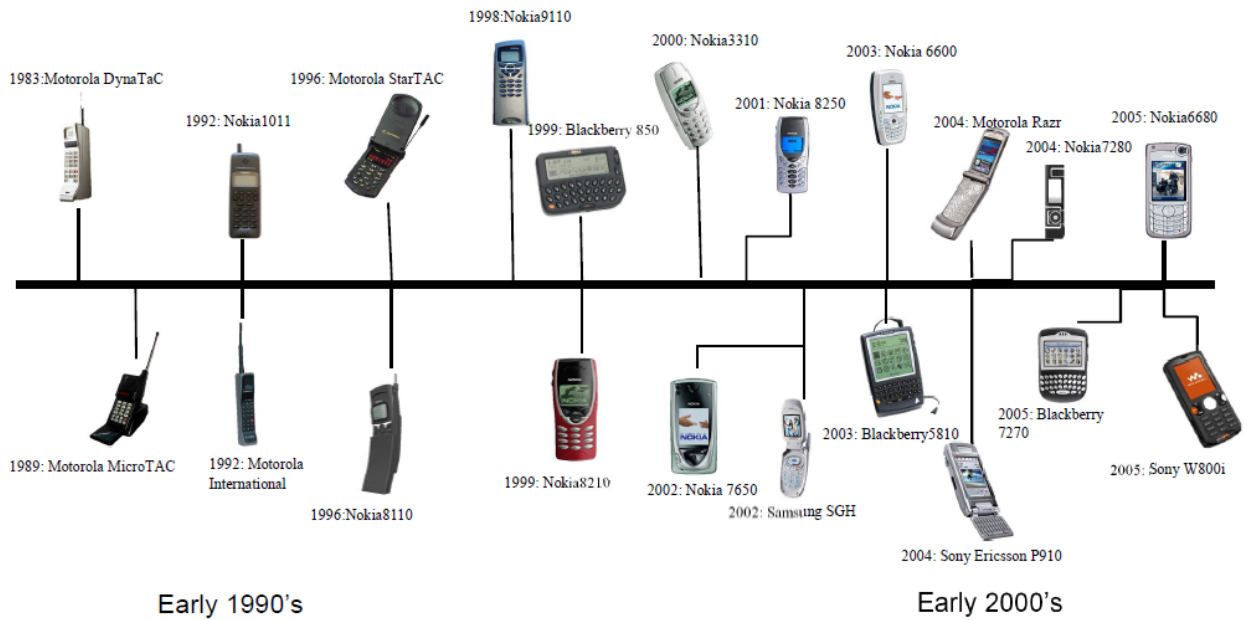 1998:Nokia9110
2000: Nokia3310
2003: Nokia 6600
1983:Motorola DynaTaC
1996: Motorola StarTAC
1992: Nokia1011
1999: Blackberry 850
2001: Nokia 8250
2004: Motorola Razr
2005: Nokia6680
2004: Nokia7280
NOKIA
NOKIA
NOKIA
1989: Motorola MicroTAC
1992: Motorola
International
1996:Nokia8110
1999: Nokia8210
2002: Nokia 7650
2002: Samsung SGH
2003: Blackberry5810
2005: Blackberry
7270
2005: Sony W800i
2004: Sony Ericsson P910
Early 1990's
Early 2000's